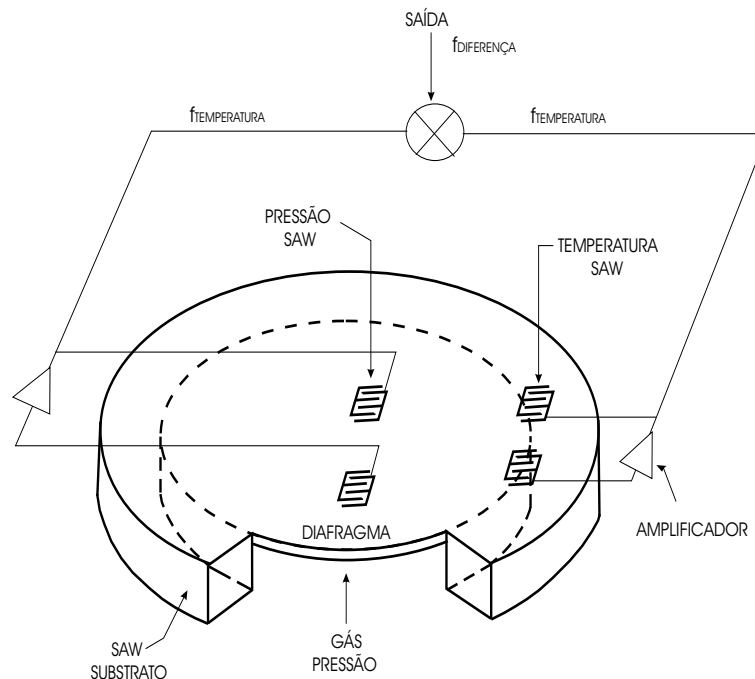 SAÍDA
fDIFERENÇA
fTEMPERATURA
fTEMPERATURA
PRESSÃO
SAW
TEMPERATURA
SAW
DIAFRAGMA
AMPLIFICADOR
GÁS
PRESSÃO
SAW
SUBSTRATO